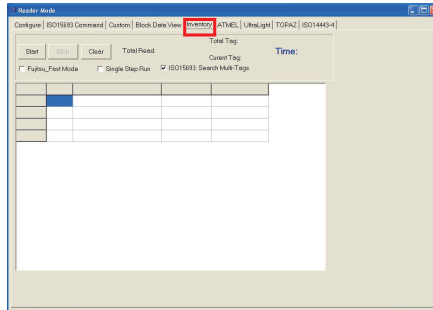 Reader Mode
Configure ISO15693 Command Custom Block Data View Inventory ATMEL UltraLight TOPAZ ISO14443-4
Total Tag:
Start Stop Clear Total Read: Curent Tag: Time:
Fujitsu_Fast Mode Single Step Run ISO15693: Search Multi-Tags